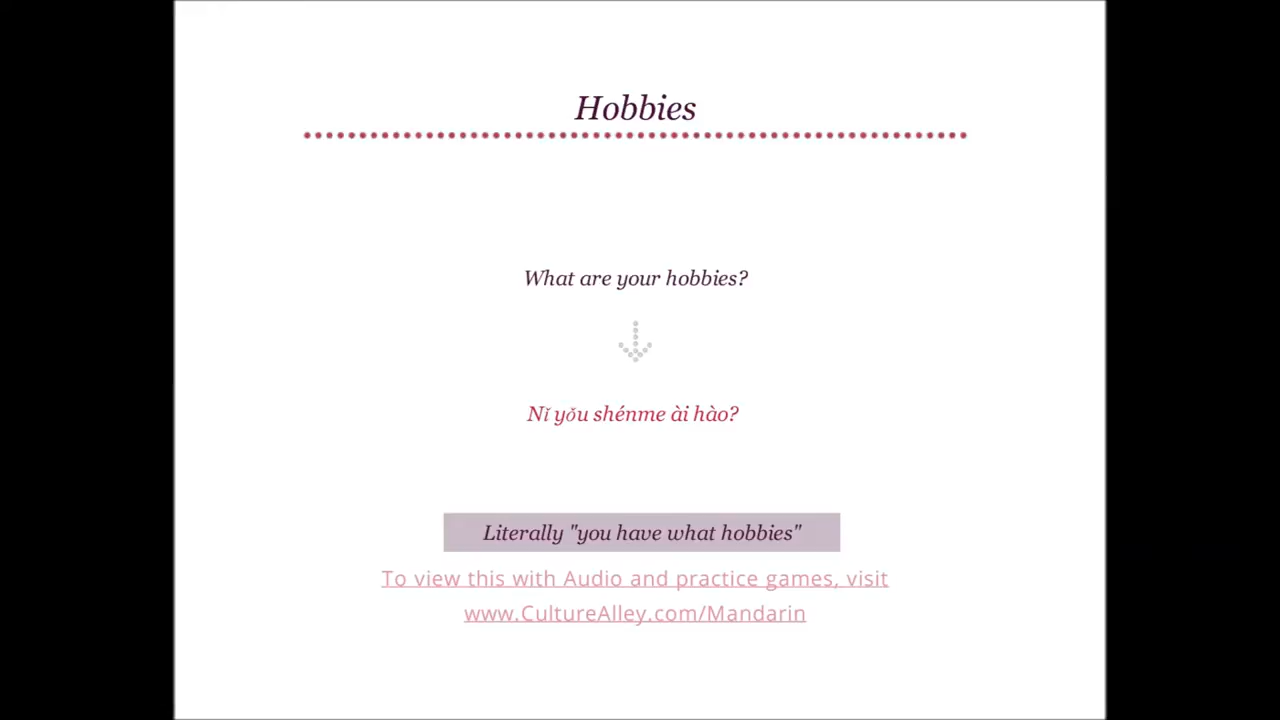 Hobbies
What are your hobbies?
Nǐ yǒu shénme ài hào?
Literally "you have what hobbies"
To view this with Audio and practice games, visit
www.CultureAlley.com/Mandarin